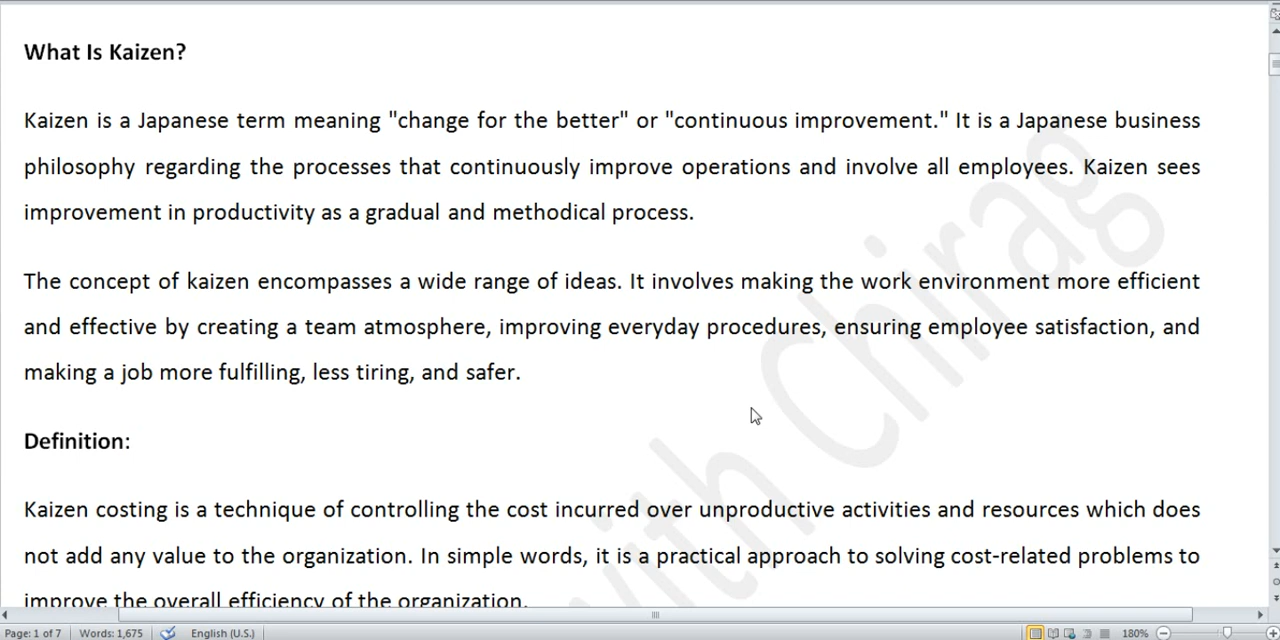 What Is Kaizen?
Kaizen is a Japanese term meaning "change for the better" or "continuous improvement." It is a Japanese business
philosophy regarding the processes that continuously improve operations and involve all employees. Kaizen sees
improvement in productivity as a gradual and methodical process.
The concept of kaizen encompasses a wide range of ideas. It involves making the work environment more efficient
and effective by creating a team atmosphere, improving everyday procedures, ensuring employee satisfaction, and
making a job more fulfilling, less tiring, and safer.
Definition:
Kaizen costing is a technique of controlling the cost incurred over unproductive activities and resources which does
not add any value to the organization. In simple words, it is a practical approach to solving cost-related problems to
improve the overall efficiency of the organization.
with Chirag
Page: 1 of 7 Words: 1,675 English (U.S.) 180%